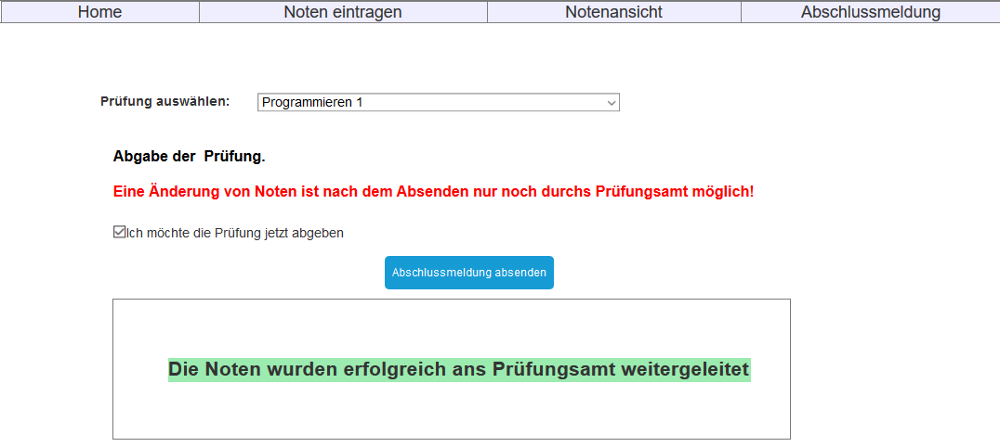 Home Noten eintragen Notenansicht Abschlussmeldung
Prüfung auswählen: Programmieren 1
Abgabe der  Prüfung.
Eine Änderung von Noten ist nach dem Absenden nur noch durchs Prüfungsamt möglich!
Ich möchte die Prüfung jetzt abgeben
Abschlussmeldung absenden
Die Noten wurden erfolgreich ans Prüfungsamt weitergeleitet